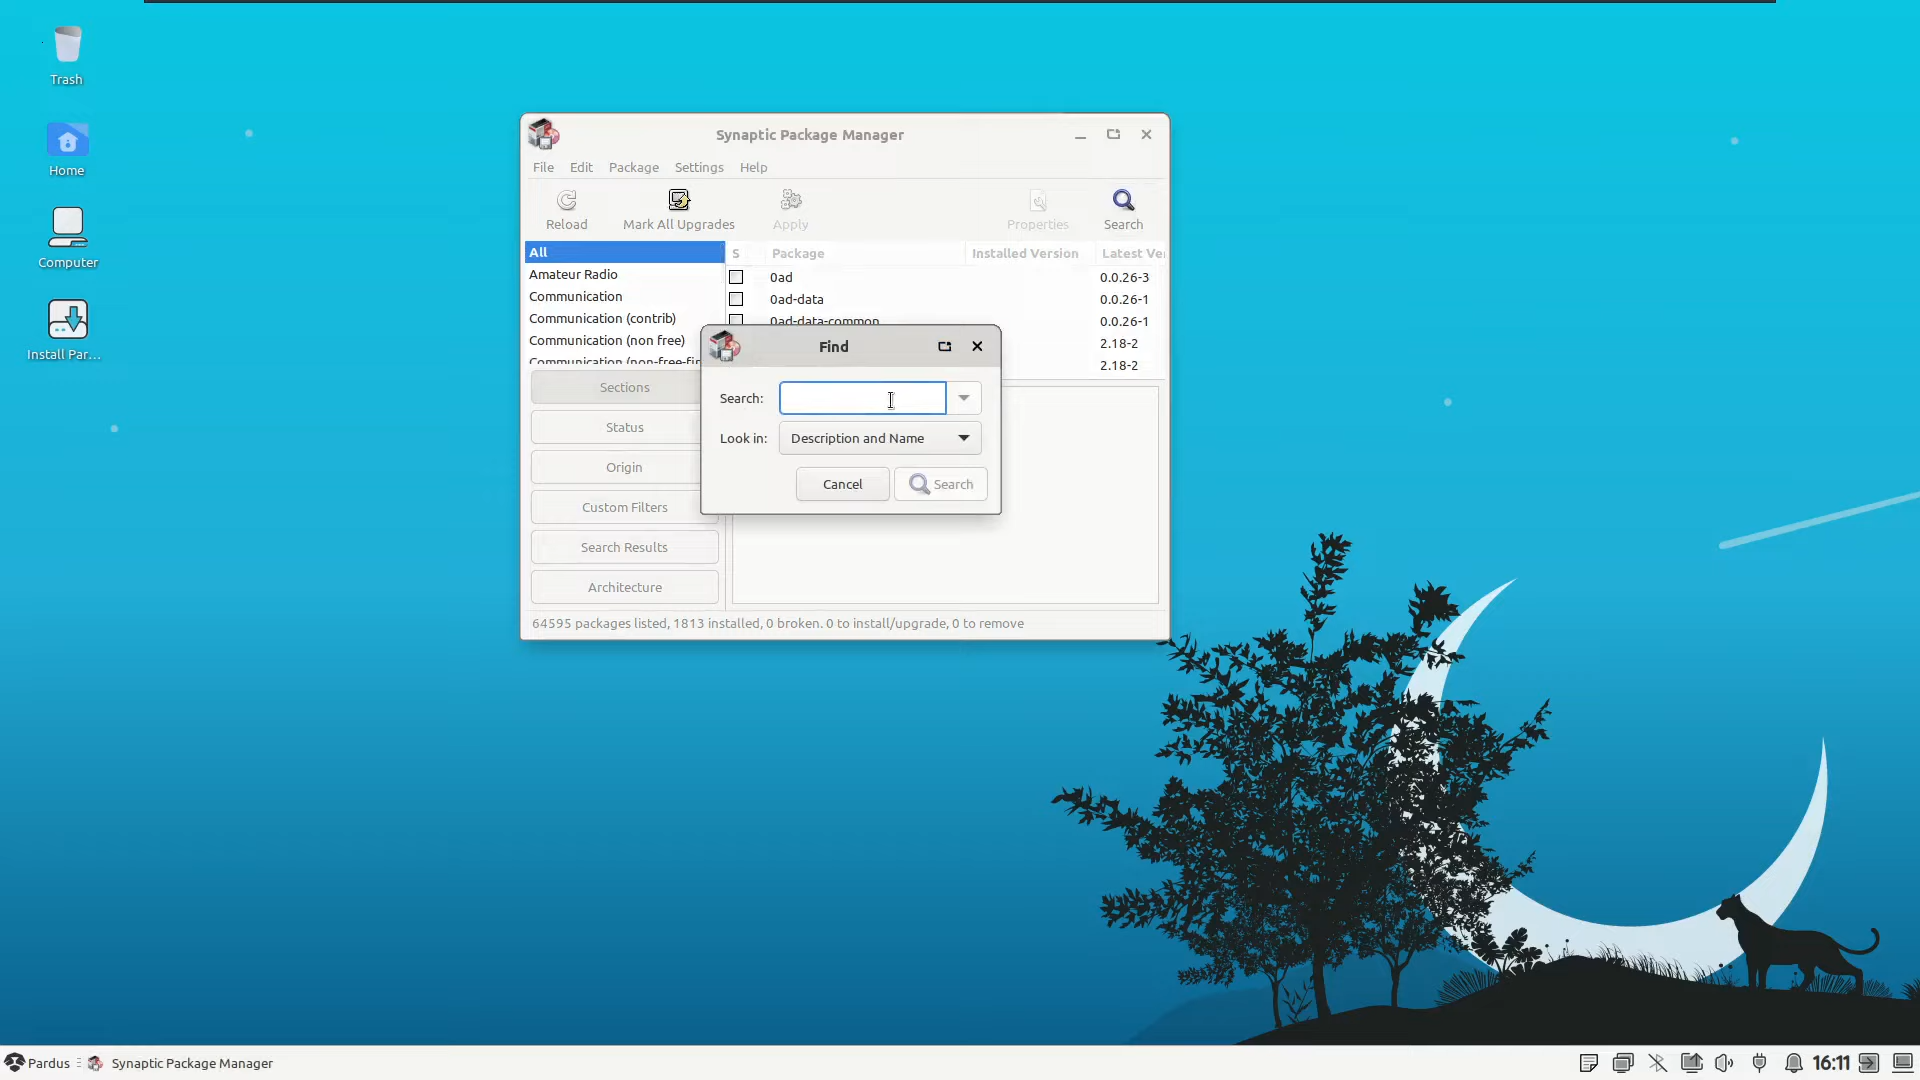 Trash
Home
Computer
Install Par...
Synaptic Package Manager
File Edit Package Settings Help
Reload Mark All Upgrades Apply Properties Search
All
Amateur Radio
Communication
Communication (contrib)
Communication (non free)
Communication (non-free-fir
Sections
Status
Origin
Custom Filters
Search Results
Architecture
S Package Installed Version Latest Ve
0ad 0.0.26-3
0ad-data 0.0.26-1
0ad-data-common 0.0.26-1
2.18-2
2.18-2
Find
Search:
Look in: Description and Name
Cancel Search
64595 packages listed, 1813 installed, 0 broken. 0 to install/upgrade, 0 to remove
Pardus Synaptic Package Manager 16:11